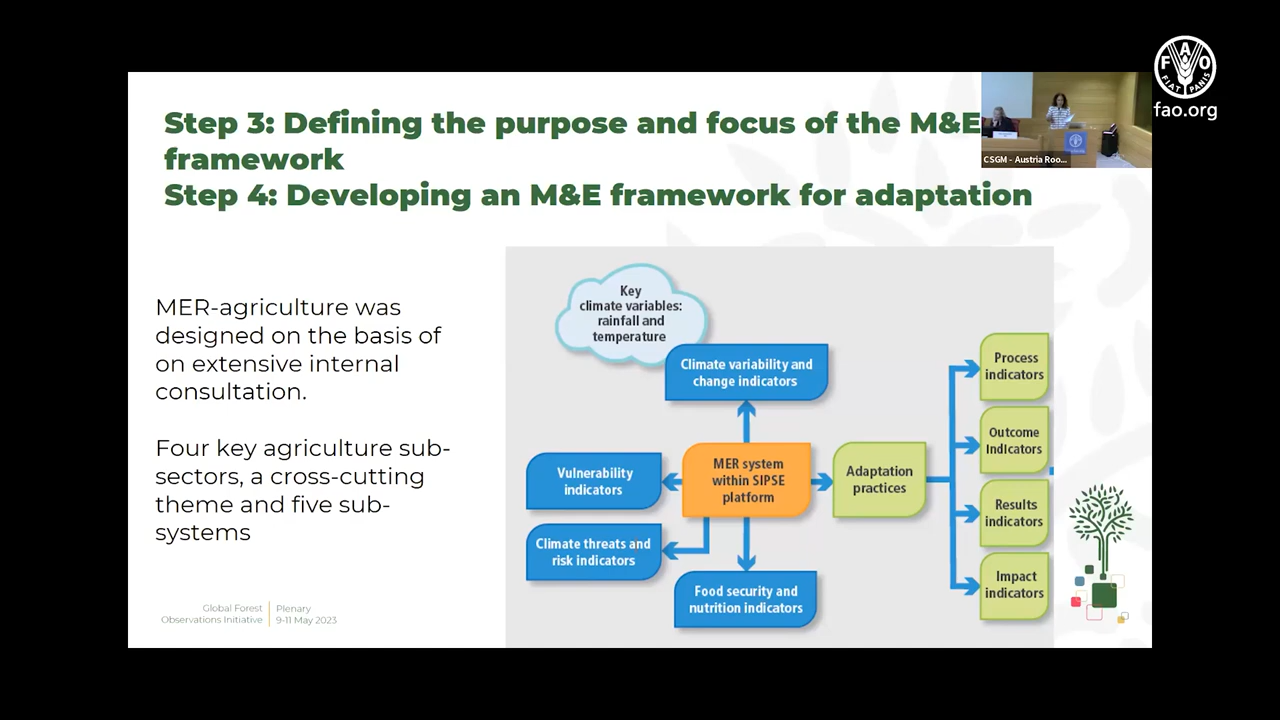 Step 3: Defining the purpose and focus of the M&E
framework
Step 4: Developing an M&E framework for adaptation
FAO
FIAT PANIS
fao.org
CSGM - Austria Roo...
MER-agriculture was
designed on the basis of
on extensive internal
consultation.
Four key agriculture sub-
sectors, a cross-cutting
theme and five sub-
systems
Key
climate variables:
rainfall and
temperature
Climate variability and
change indicators
Vulnerability
indicators
MER system
within SIPSE
platform
Adaptation
practices
Climate threats and
risk indicators
Food security and
nutrition indicators
Process
indicators
Outcome
Indicators
Results
indicators
Impact
indicators
Global Forest
Observations Initiative
Plenary
9-11 May 2023